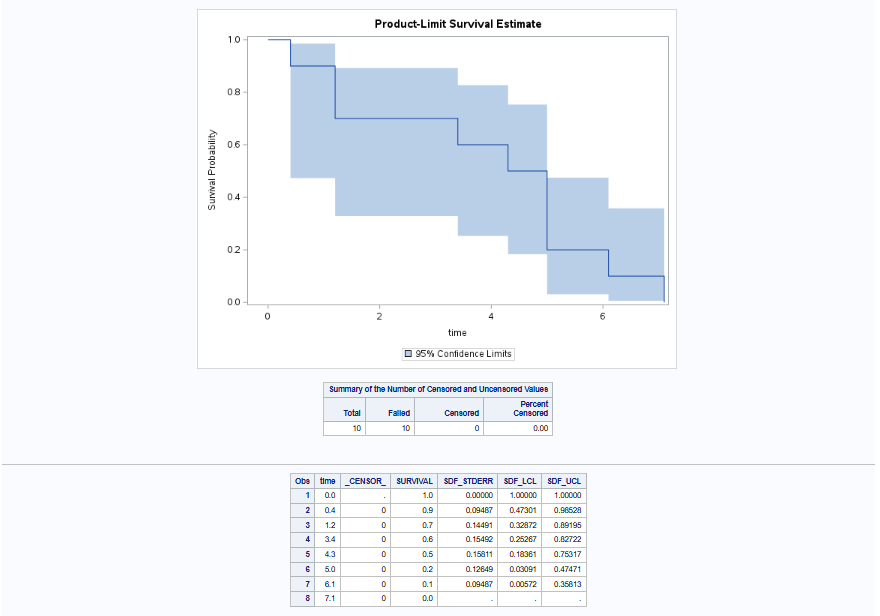 Product-Limit Survival Estimate
1.0
0.8
0.6
0.4
0.2
0.0
Survival Probability
0 2 4 6
time
95% Confidence Limits
Summary of the Number of Censored and Uncensored Values
Total Failed Censored Percent Censored
10 10 0 0.00
Obs time _CENSOR_ SURVIVAL SDF_STDERR SDF_LCL SDF_UCL
1 0.0 . 1.0 0.00000 1.00000 1.00000
2 0.4 0 0.9 0.09487 0.47301 0.98528
3 1.2 0 0.7 0.14491 0.32872 0.89195
4 3.4 0 0.6 0.15492 0.25267 0.82722
5 4.3 0 0.5 0.15811 0.18361 0.75317
6 5.0 0 0.2 0.12649 0.03091 0.47471
7 6.1 0 0.1 0.09487 0.00572 0.35813
8 7.1 0 0.0 . . .